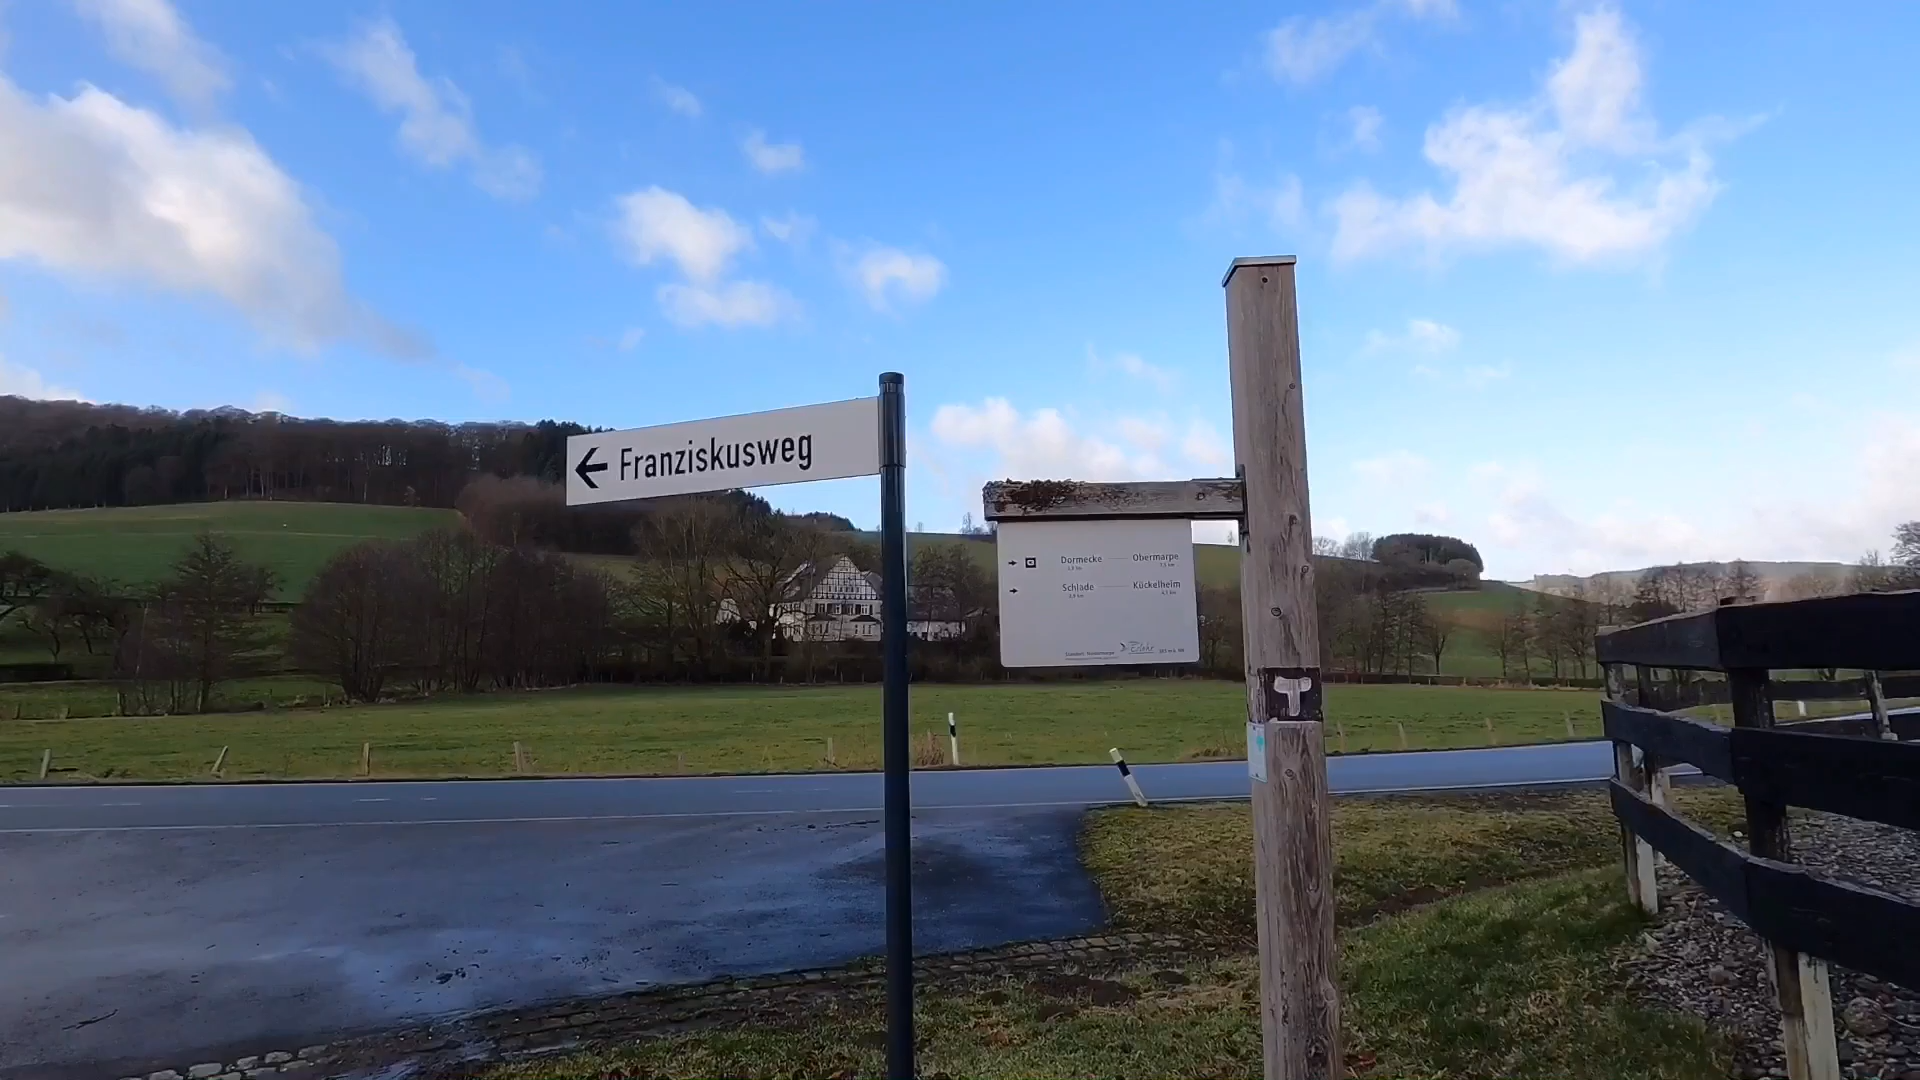 ← Franziskusweg
Dormecke Obermarpe
Schlade Kückelheim
T